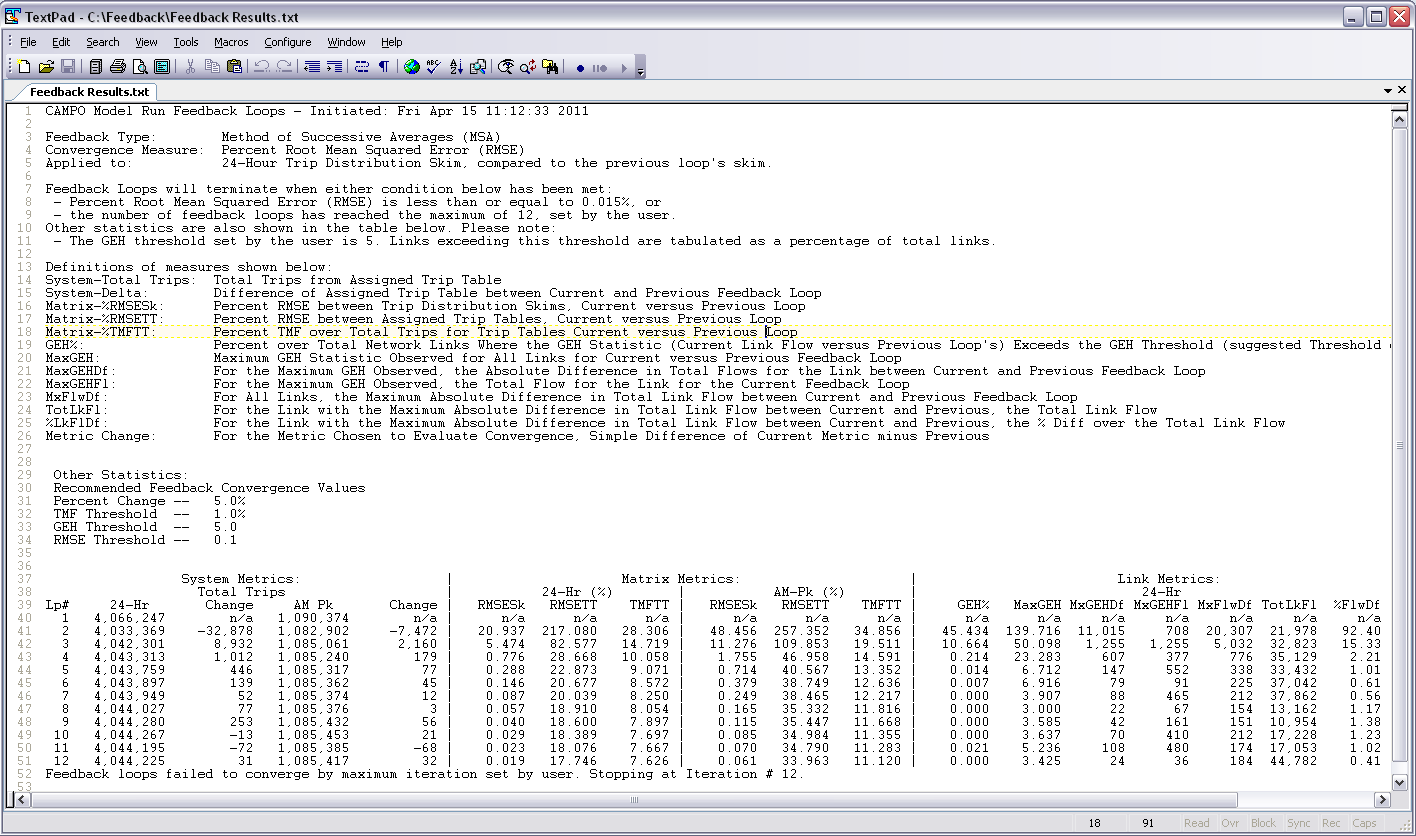 TextPad - C:\Feedback\Feedback Results.txt
File Edit Search View Tools Macros Configure Window Help
Feedback Results.txt
1 CAMPO Model Run Feedback Loops - Initiated: Fri Apr 15 11:12:33 2011
2
3 Feedback Type: Method of Successive Averages (MSA)
4 Convergence Measure: Percent Root Mean Squared Error (RMSE)
5 Applied to: 24-Hour Trip Distribution Skim, compared to the previous loop's skim.
6
7 Feedback Loops will terminate when either condition below has been met:
8 - Percent Root Mean Squared Error (RMSE) is less than or equal to 0.015%, or
9 - the number of feedback loops has reached the maximum of 12, set by the user.
10 Other statistics are also shown in the table below. Please note:
11 - The GEH threshold set by the user is 5. Links exceeding this threshold are tabulated as a percentage of total links.
12
13 Definitions of measures shown below:
14 System-Total Trips: Total Trips from Assigned Trip Table
15 System-Delta: Difference of Assigned Trip Table between Current and Previous Feedback Loop
16 Matrix-%RMSESk: Percent RMSE between Trip Distribution Skims, Current versus Previous Loop
17 Matrix-%RMSETT: Percent RMSE between Assigned Trip Tables, Current versus Previous Loop
18 Matrix-%TMFTT: Percent TMF over Total Trips for Trip Tables Current versus Previous Loop
19 GEH%: Percent over Total Network Links Where the GEH Statistic (Current Link Flow versus Previous Loop's) Exceeds the GEH Threshold (suggested Threshold
20 MaxGEH: Maximum GEH Statistic Observed for All Links for Current versus Previous Feedback Loop
21 MaxGEHDf: For the Maximum GEH Observed, the Absolute Difference in Total Flows for the Link between Current and Previous Feedback Loop
22 MaxGEHFl: For the Maximum GEH Observed, the Total Flow for the Link for the Current Feedback Loop
23 MxFlwDf: For All Links, the Maximum Absolute Difference in Total Link Flow between Current and Previous Feedback Loop
24 TotLkFl: For the Link with the Maximum Absolute Difference in Total Link Flow between Current and Previous, the Total Link Flow
25 %LkFlDf: For the Link with the Maximum Absolute Difference in Total Link Flow between Current and Previous, the % Diff over the Total Link Flow
26 Metric Change: For the Metric Chosen to Evaluate Convergence, Simple Difference of Current Metric minus Previous
27
28
29 Other Statistics:
30 Recommended Feedback Convergence Values
31 Percent Change -- 5.0%
32 TMF Threshold -- 1.0%
33 GEH Threshold -- 5.0
34 RMSE Threshold -- 0.1
35
36
37 System Metrics: | Matrix Metrics: | Link Metrics:
38 Total Trips | 24-Hr (%) | AM-Pk (%) | 24-Hr
39 Lp# 24-Hr Change AM Pk Change | RMSESk RMSETT TMFTT | RMSESk RMSETT TMFTT | GEH% MaxGEH MxGEHDf MxGEHFl MxFlwDf TotLkFl %FlwDf
40 1 4,066,247 n/a 1,090,374 n/a | n/a n/a n/a | n/a n/a n/a | n/a n/a n/a n/a n/a n/a n/a
41 2 4,033,369 -32,878 1,082,902 -7,472 | 20.937 217.080 28.306 | 48.456 257.352 34.856 | 45.434 139.716 11,015 708 20,307 21,978 92.40
42 3 4,042,301 8,932 1,085,061 2,160 | 5.474 82.577 14.719 | 11.276 109.853 19.511 | 10.664 50.098 1,255 1,255 5,032 32,823 15.33
43 4 4,043,313 1,012 1,085,240 179 | 0.776 28.668 10.058 | 1.755 46.958 14.591 | 0.214 23.283 607 377 776 35,129 2.21
44 5 4,043,759 446 1,085,317 77 | 0.288 22.873 9.071 | 0.714 40.567 13.352 | 0.014 6.712 147 552 338 33,432 1.01
45 6 4,043,897 139 1,085,362 45 | 0.146 20.677 8.572 | 0.379 38.749 12.636 | 0.007 6.916 79 91 225 37,042 0.61
46 7 4,043,949 52 1,085,374 12 | 0.087 20.039 8.250 | 0.249 38.465 12.217 | 0.000 3.907 88 465 212 37,862 0.56
47 8 4,044,027 77 1,085,376 3 | 0.057 18.910 8.054 | 0.165 35.332 11.816 | 0.000 3.000 22 67 154 13,162 1.17
48 9 4,044,280 253 1,085,432 56 | 0.040 18.600 7.897 | 0.115 35.447 11.668 | 0.000 3.585 42 161 151 10,954 1.38
49 10 4,044,267 -13 1,085,453 21 | 0.029 18.389 7.697 | 0.085 34.984 11.355 | 0.000 3.637 70 410 212 17,228 1.23
50 11 4,044,195 -72 1,085,385 -68 | 0.023 18.076 7.667 | 0.070 34.790 11.283 | 0.021 5.236 108 480 174 17,053 1.02
51 12 4,044,225 31 1,085,417 32 | 0.019 17.746 7.626 | 0.061 33.963 11.120 | 0.000 3.425 24 36 184 44,782 0.41
52 Feedback loops failed to converge by maximum iteration set by user. Stopping at Iteration # 12.
53
18 91 Read Ovr Block Sync Rec Caps